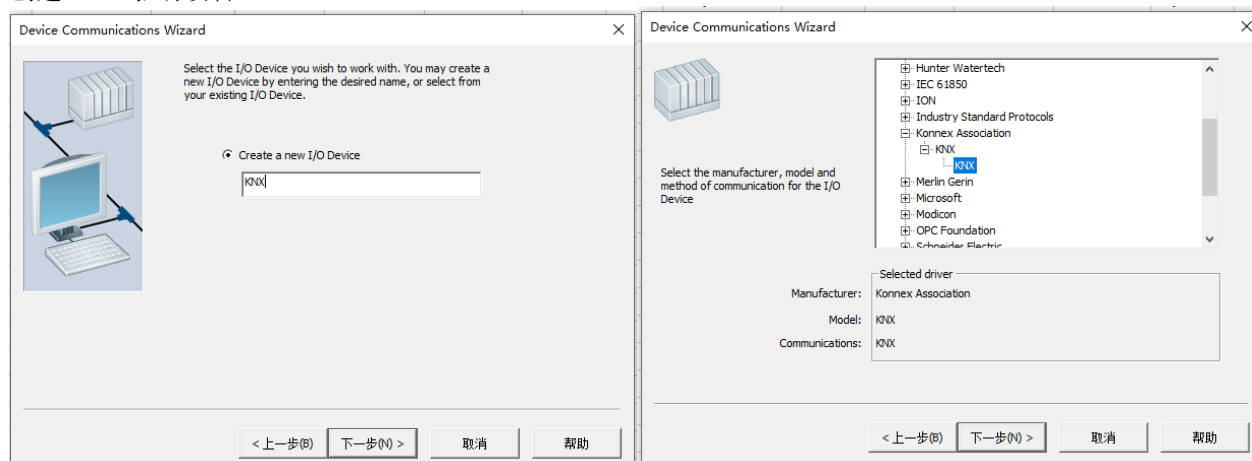 Device Communications Wizard
Select the I/O Device you wish to work with. You may create a
new I/O Device by entering the desired name, or select from
your existing I/O Device.
Create a new I/O Device
KNX
< 上一步(B)
下一步(N) >
取消
帮助
Device Communications Wizard
Hunter Watertech
IEC 61850
ION
Industry Standard Protocols
Konnex Association
KNX
KNX
Merlin Gerin
Microsoft
Modicon
OPC Foundation
Schneider Electric
Select the manufacturer, model and
method of communication for the I/O
Device
Selected driver
Manufacturer: Konnex Association
Model: KNX
Communications: KNX
< 上一步(B)
下一步(N) >
取消
帮助